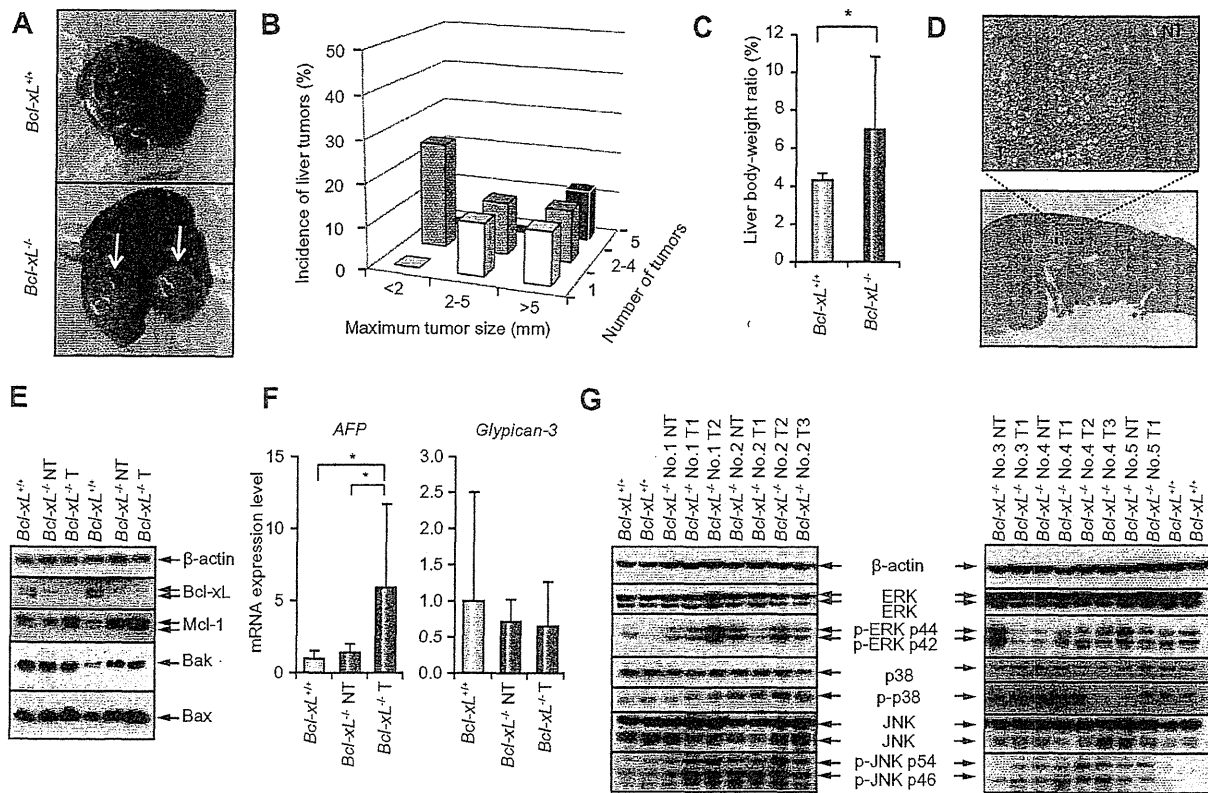 A
Bcl-xL+/+
Bcl-xL-/-
B
Incidence of liver tumors (%)
50
40
30
20
10
0
<2
2-5
>5
Maximum tumor size (mm)
1
2-4
5
Number of tumors
C
Liver body-weight ratio (%)
*
12
10
8
6
4
2
0
Bcl-xL+/+
Bcl-xL-/-
D
NT
T
E
Bcl-xL+/+
Bcl-xL-/- NT
Bcl-xL-/- T
Bcl-xL+/+
Bcl-xL-/- NT
Bcl-xL-/- T
β-actin
Bcl-xL
Mcl-1
Bak
Bax
F
mRNA expression level
AFP
*
*
15
10
5
0
Bcl-xL+/+
Bcl-xL-/- NT
Bcl-xL-/- T
Glypican-3
3.0
2.5
2.0
1.5
1.0
0.5
0.0
Bcl-xL+/+
Bcl-xL-/- NT
Bcl-xL-/- T
G
Bcl-xL+/+
Bcl-xL+/+
Bcl-xL-/- No.1 NT
Bcl-xL-/- No.1 T1
Bcl-xL-/- No.1 T2
Bcl-xL-/- No.2 NT
Bcl-xL-/- No.2 T1
Bcl-xL-/- No.2 T2
Bcl-xL-/- No.2 T3
Bcl-xL-/- No.3 NT
Bcl-xL-/- No.3 T1
Bcl-xL-/- No.4 NT
Bcl-xL-/- No.4 T1
Bcl-xL-/- No.4 T2
Bcl-xL-/- No.4 T3
Bcl-xL-/- No.5 NT
Bcl-xL-/- No.5 T1
Bcl-xL+/+
Bcl-xL+/+
β-actin
ERK
ERK
p-ERK p44
p-ERK p42
p38
p-p38
JNK
JNK
p-JNK p54
p-JNK p46